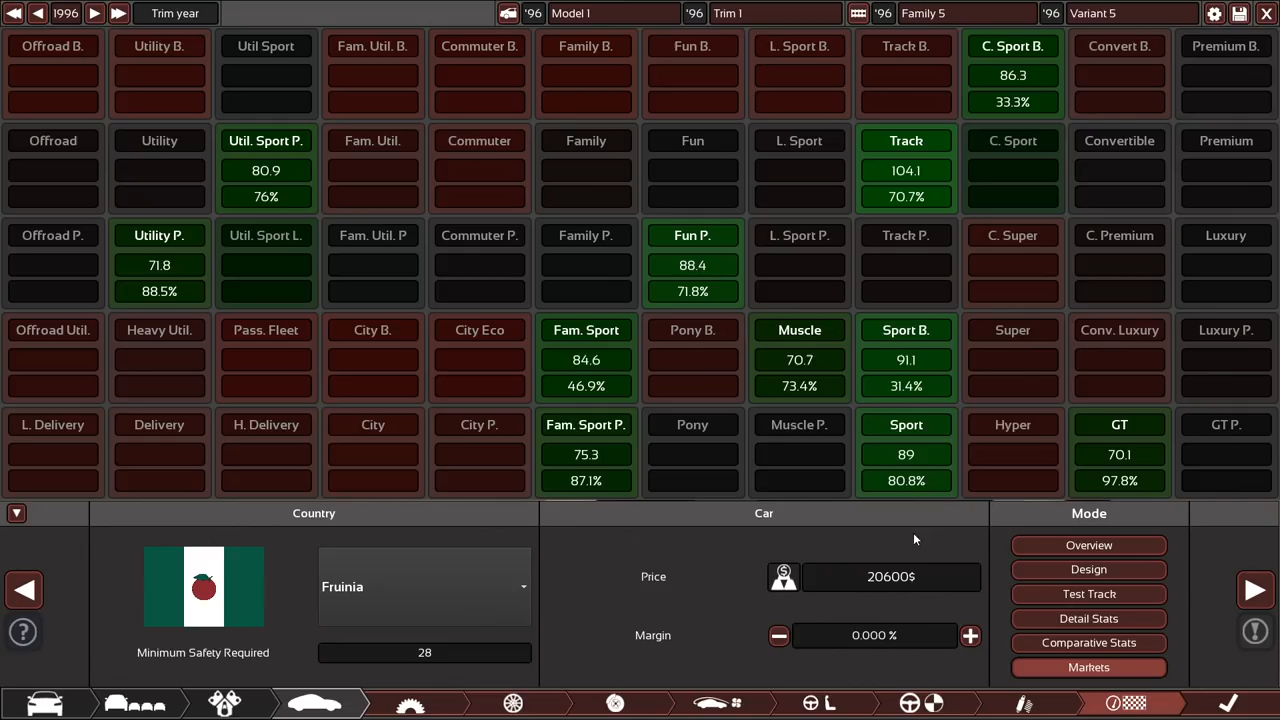 1996 Trim year '96 Model 1 Trim 1 '96 Family 5 '96 Variant 5
Offroad B. Utility B. Util Sport Fam. Util. B. Commuter B. Family B. Fun B. L. Sport B. Track B. C. Sport B. Convert B. Premium B.
86.3
33.3%
Offroad Utility Util. Sport P. Fam. Util. Commuter Family Fun L. Sport Track C. Sport Convertible Premium
80.9 104.1
76% 70.7%
Offroad P. Utility P. Util. Sport L. Fam. Util. P Commuter P. Family P. Fun P. L. Sport P. Track P. C. Super C. Premium Luxury
71.8 88.4
88.5% 71.8%
Offroad Util. Heavy Util. Pass. Fleet City B. City Eco Fam. Sport Pony B. Muscle Sport B. Super Conv. Luxury Luxury P.
84.6 70.7 91.1
46.9% 73.4% 31.4%
L. Delivery Delivery H. Delivery City City P. Fam. Sport P. Pony Muscle P. Sport Hyper GT GT P.
75.3 89 70.1
87.1% 80.8% 97.8%
Country Car Mode
Fruinia
Minimum Safety Required 28
Price $ 20600$
Margin 0.000 %
Overview
Design
Test Track
Detail Stats
Comparative Stats
Markets